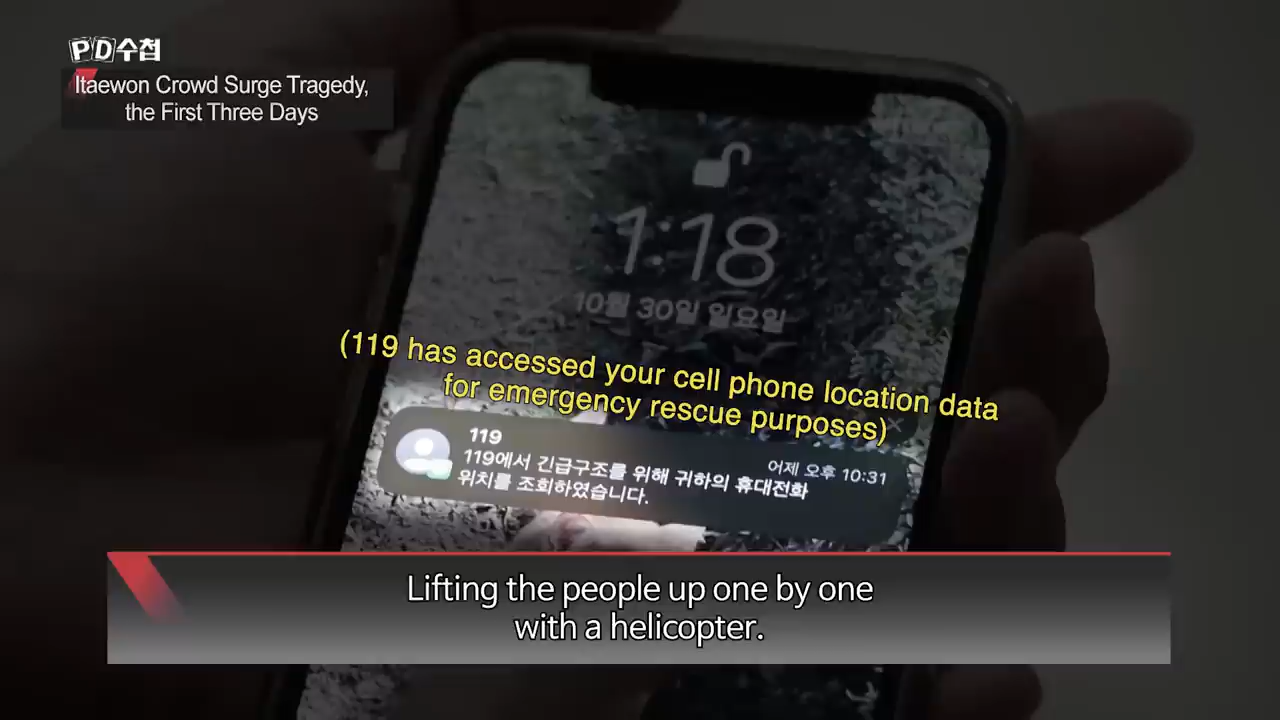 PD수첩
Itaewon Crowd Surge Tragedy,
the First Three Days
1:18
10월 30일 일요일
(119 has accessed your cell phone location data
for emergency rescue purposes)
119
어제 오후 10:31
119에서 긴급구조를 위해 귀하의 휴대전화
위치를 조회하였습니다.
Lifting the people up one by one
with a helicopter.